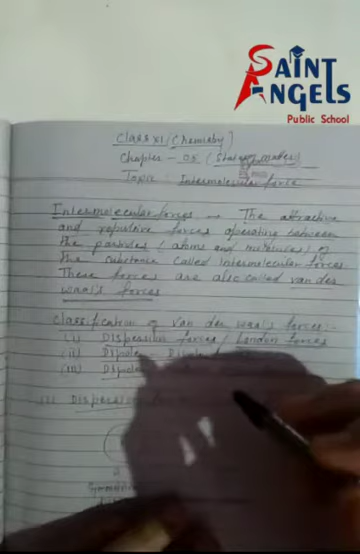 SAINT
ANGELS
Public School
Class XI (Chemistry)
Chapter - 05 (States of matter)
Topic : Intermolecular force
Intermolecular forces :- The attractive
and repulsive forces operating between
the particles (atoms and molecules) of
the substance called intermolecular forces
These forces are also called van der
waal's forces
Classification of van der waal's forces :-
(i) Dispersion forces / London forces
(ii) Dipole - Dipole
(iii) Dipole
(i) Dispersion